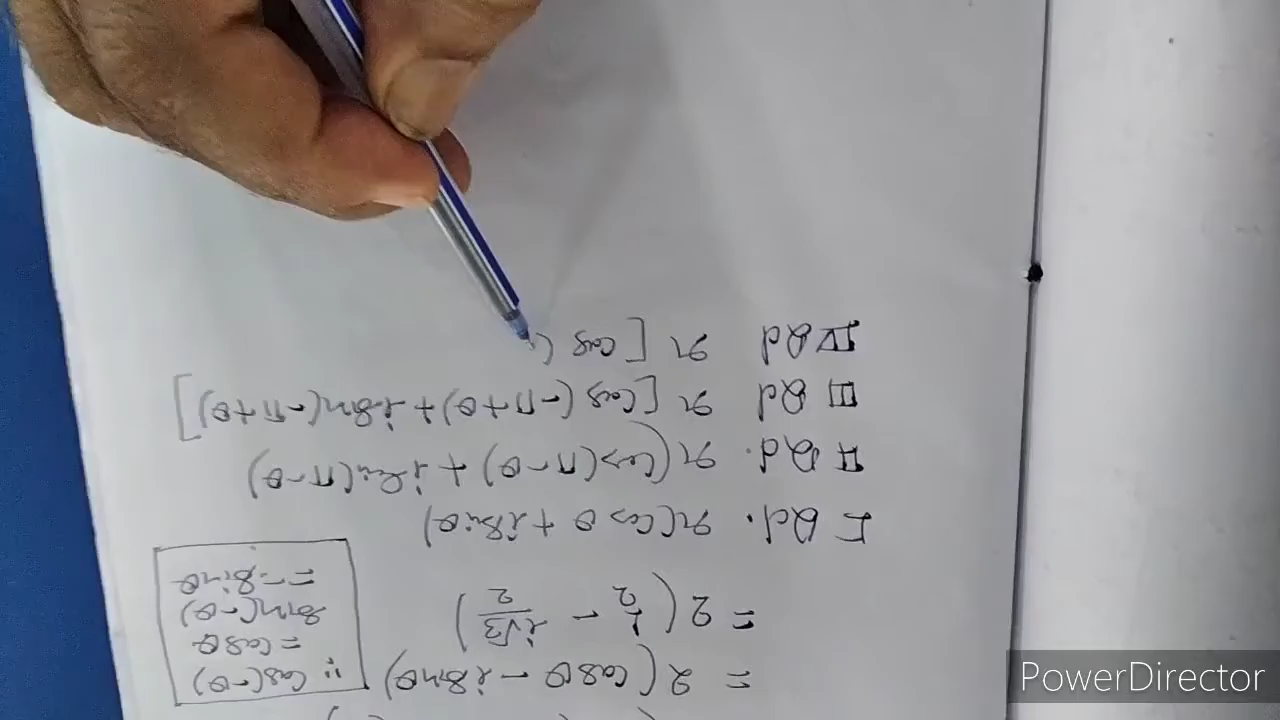 = 2 (cosθ - i sinθ)
= 2 (1/2 - i√3/2)
∵ cos(-θ)
= cosθ
sin(-θ)
= - sinθ
I Qd. r(cosθ + i sinθ)
II Qd. r(cos(π-θ) + i sin(π-θ)
III Qd r[cos(-π+θ) + i sin(-π+θ)]
IV Qd r[cos(
PowerDirector